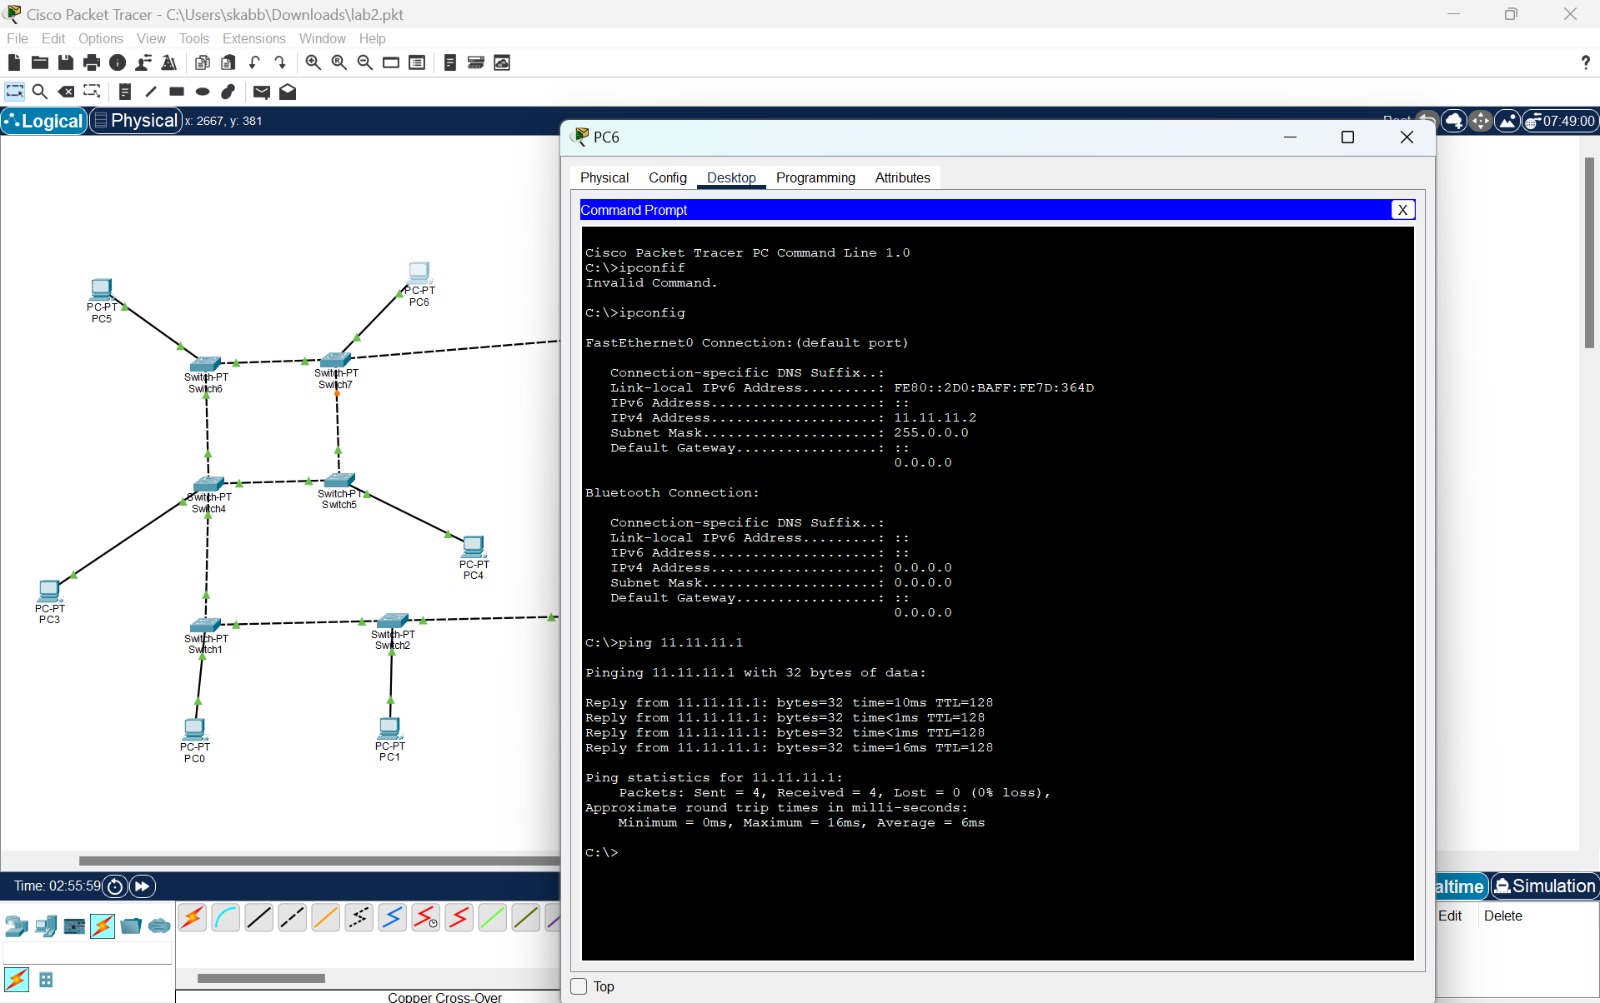 Cisco Packet Tracer - C:\Users\skabb\Downloads\lab2.pkt
File Edit Options View Tools Extensions Window Help
?
Logical Physical x: 2667, y: 381
07:49:00
PC-PT
PC5
PC-PT
PC6
Switch-PT
Switch6
Switch-PT
Switch7
Switch-PT
Switch4
Switch-PT
Switch5
PC-PT
PC4
PC-PT
PC3
Switch-PT
Switch1
Switch-PT
Switch2
PC-PT
PC0
PC-PT
PC1
PC6
Physical Config Desktop Programming Attributes
Command Prompt X
Cisco Packet Tracer PC Command Line 1.0
C:\>ipconfif
Invalid Command.
C:\>ipconfig
FastEthernet0 Connection:(default port)
Connection-specific DNS Suffix..:
Link-local IPv6 Address.........: FE80::2D0:BAFF:FE7D:364D
IPv6 Address....................: ::
IPv4 Address....................: 11.11.11.2
Subnet Mask.....................: 255.0.0.0
Default Gateway.................: ::
0.0.0.0
Bluetooth Connection:
Connection-specific DNS Suffix..:
Link-local IPv6 Address.........: ::
IPv6 Address....................: ::
IPv4 Address....................: 0.0.0.0
Subnet Mask.....................: 0.0.0.0
Default Gateway.................: ::
0.0.0.0
C:\>ping 11.11.11.1
Pinging 11.11.11.1 with 32 bytes of data:
Reply from 11.11.11.1: bytes=32 time=10ms TTL=128
Reply from 11.11.11.1: bytes=32 time<1ms TTL=128
Reply from 11.11.11.1: bytes=32 time<1ms TTL=128
Reply from 11.11.11.1: bytes=32 time=16ms TTL=128
Ping statistics for 11.11.11.1:
Packets: Sent = 4, Received = 4, Lost = 0 (0% loss),
Approximate round trip times in milli-seconds:
Minimum = 0ms, Maximum = 16ms, Average = 6ms
C:\>
Top
Time: 02:55:59
altime Simulation
Edit Delete
Copper Cross-Over